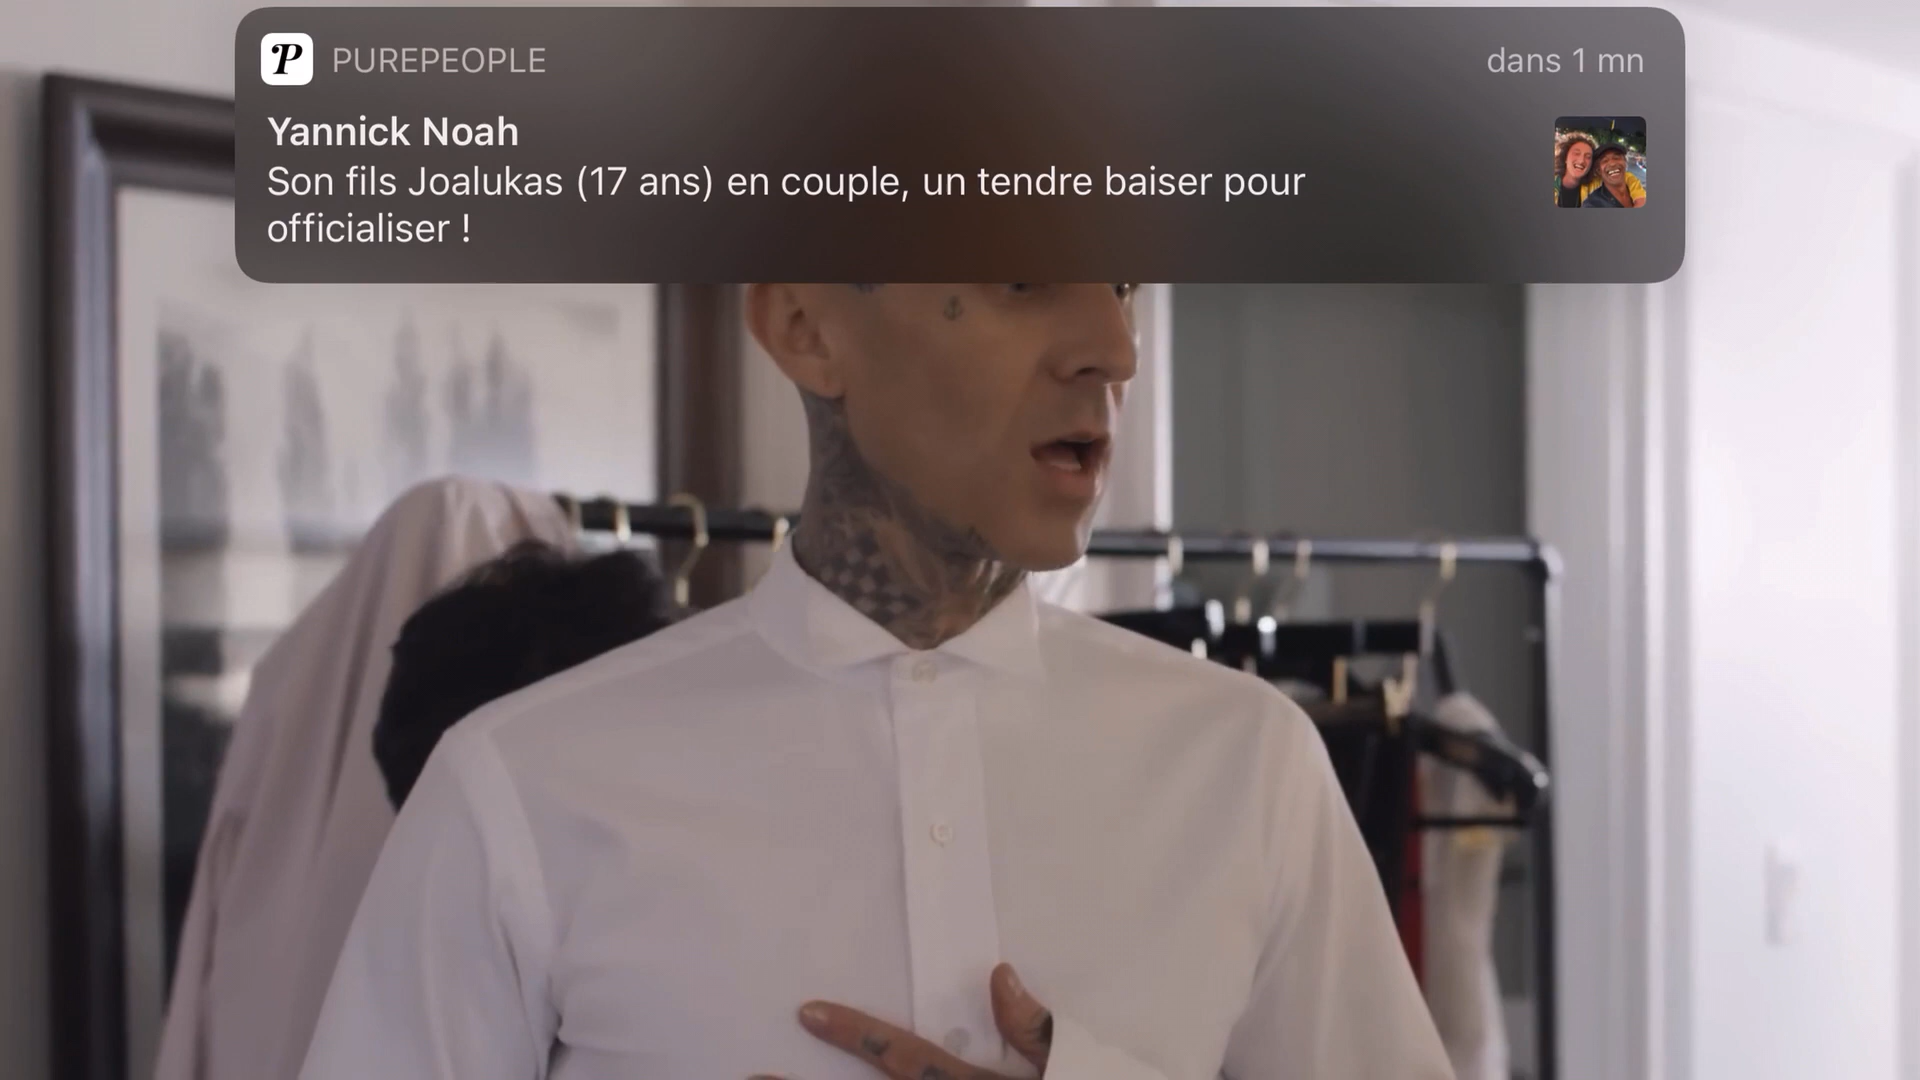 P PUREPEOPLE dans 1 mn
Yannick Noah
Son fils Joalukas (17 ans) en couple, un tendre baiser pour
officialiser !